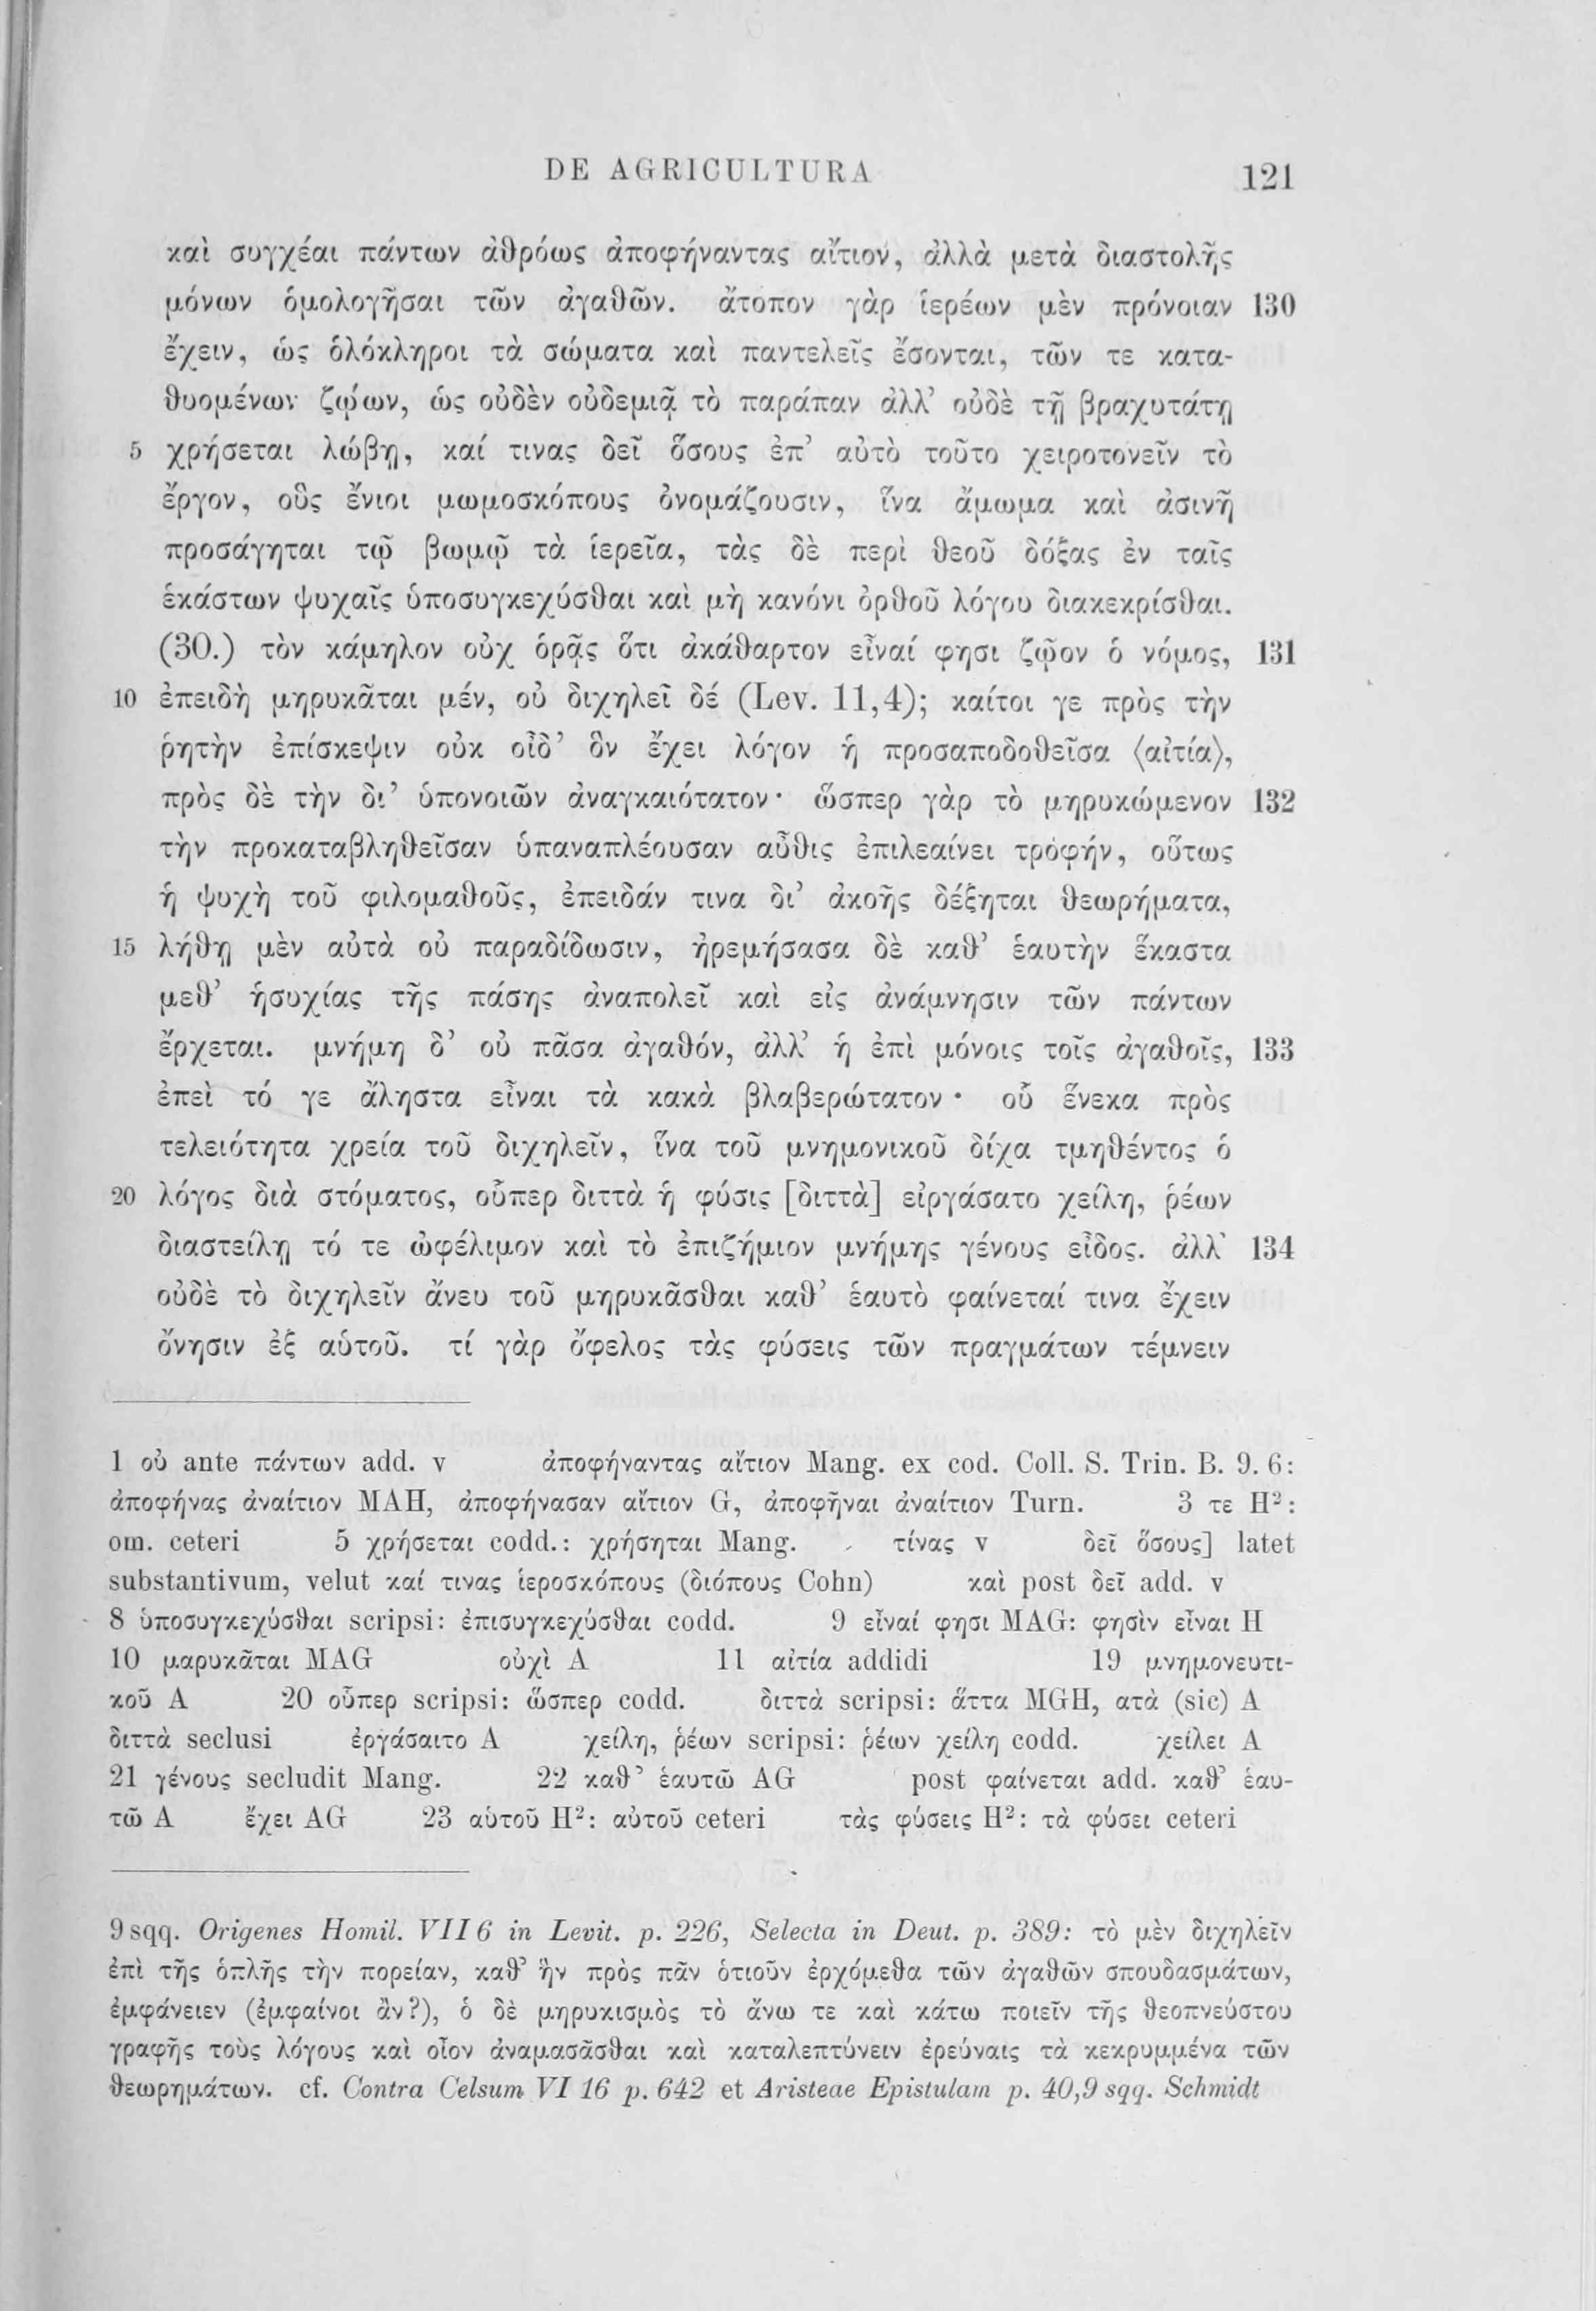 DE AGRICULTURA 121
καὶ συγχέαι πάντων ἀθρόως ἀποφήναντας αἴτιον, ἀλλὰ μετὰ διαστολῆς
μόνων ὁμολογῆσαι τῶν ἀγαθῶν. ἄτοπον γὰρ ἱερέων μὲν πρόνοιαν 130
ἔχειν, ὡς ὁλόκληροι τὰ σώματα καὶ παντελεῖς ἔσονται, τῶν τε κατα-
θυομένων ζῴων, ὡς οὐδὲν οὐδεμιᾷ τὸ παράπαν ἀλλ’ οὐδὲ τῇ βραχυτάτῃ
5 χρήσεται λώβῃ, καί τινας δεῖ ὅσους ἐπ’ αὐτὸ τοῦτο χειροτονεῖν τὸ
ἔργον, οὓς ἔνιοι μωμοσκόπους ὀνομάζουσιν, ἵνα ἄμωμα καὶ ἀσινῆ
προσάγηται τῷ βωμῷ τὰ ἱερεῖα, τὰς δὲ περὶ θεοῦ δόξας ἐν ταῖς
ἑκάστων ψυχαῖς ὑποσυγκεχύσθαι καὶ μὴ κανόνι ὀρθοῦ λόγου διακεκρίσθαι.
(30.) τὸν κάμηλον οὐχ ὁρᾷς ὅτι ἀκάθαρτον εἶναί φησι ζῷον ὁ νόμος, 131
10 ἐπειδὴ μηρυκᾶται μέν, οὐ διχηλεῖ δέ (Lev. 11,4); καίτοι γε πρὸς τὴν
ῥητὴν ἐπίσκεψιν οὐκ οἶδ’ ὃν ἔχει λόγον ἡ προσαποδοθεῖσα ⟨αἰτία⟩,
πρὸς δὲ τὴν δι’ ὑπονοιῶν ἀναγκαιότατον· ὥσπερ γὰρ τὸ μηρυκώμενον 132
τὴν προκαταβληθεῖσαν ὑπαναπλέουσαν αὖθις ἐπιλεαίνει τροφήν, οὕτως
ἡ ψυχὴ τοῦ φιλομαθοῦς, ἐπειδάν τινα δι’ ἀκοῆς δέξηται θεωρήματα,
15 λήθῃ μὲν αὐτὰ οὐ παραδίδωσιν, ἠρεμήσασα δὲ καθ’ ἑαυτὴν ἕκαστα
μεθ’ ἡσυχίας τῆς πάσης ἀναπολεῖ καὶ εἰς ἀνάμνησιν τῶν πάντων
ἔρχεται. μνήμη δ’ οὐ πᾶσα ἀγαθόν, ἀλλ’ ἡ ἐπὶ μόνοις τοῖς ἀγαθοῖς, 133
ἐπεὶ τό γε ἄληστα εἶναι τὰ κακὰ βλαβερώτατον· οὗ ἕνεκα πρὸς
τελειότητα χρεία τοῦ διχηλεῖν, ἵνα τοῦ μνημονικοῦ δίχα τμηθέντος ὁ
20 λόγος διὰ στόματος, οὗπερ διττὰ ἡ φύσις [διττὰ] εἰργάσατο χείλη, ῥέων
διαστείλῃ τό τε ὠφέλιμον καὶ τὸ ἐπιζήμιον μνήμης γένους εἶδος. ἀλλ’ 134
οὐδὲ τὸ διχηλεῖν ἄνευ τοῦ μηρυκᾶσθαι καθ’ ἑαυτὸ φαίνεταί τινα ἔχειν
ὄνησιν ἐξ αὑτοῦ. τί γὰρ ὄφελος τὰς φύσεις τῶν πραγμάτων τέμνειν
1 οὐ ante πάντων add. v ἀποφήναντας αἴτιον Mang. ex cod. Coll. S. Trin. B. 9. 6:
ἀποφήνας ἀναίτιον MAH, ἀποφήνασαν αἴτιον G, ἀποφῆναι ἀναίτιον Turn. 3 τε H²:
om. ceteri 5 χρήσεται codd.: χρήσηται Mang. τίνας v δεῖ ὅσους] latet
substantivum, velut καί τινας ἱεροσκόπους (διόπους Cohn) καὶ post δεῖ add. v
8 ὑποσυγκεχύσθαι scripsi: ἐπισυγκεχύσθαι codd. 9 εἶναί φησι MAG: φησὶν εἶναι H
10 μαρυκᾶται MAG οὐχὶ A 11 αἰτία addidi 19 μνημονευτι-
κοῦ A 20 οὗπερ scripsi: ὥσπερ codd. διττὰ scripsi: ἅττα MGH, ατὰ (sic) A
διττὰ seclusi ἐργάσαιτο A χείλη, ῥέων scripsi: ῥέων χείλη codd. χείλει A
21 γένους secludit Mang. 22 καθ’ ἑαυτῶ AG post φαίνεται add. καθ’ ἑαυ-
τῶ A ἔχει AG 23 αὑτοῦ H²: αὐτοῦ ceteri τὰς φύσεις H²: τὰ φύσει ceteri
9 sqq. Origenes Homil. VII 6 in Levit. p. 226, Selecta in Deut. p. 389: τὸ μὲν διχηλεῖν
ἐπὶ τῆς ὁπλῆς τὴν πορείαν, καθ’ ἣν πρὸς πᾶν ὁτιοῦν ἐρχόμεθα τῶν ἀγαθῶν σπουδασμάτων,
ἐμφάνειεν (ἐμφαίνοι ἂν?), ὁ δὲ μηρυκισμὸς τὸ ἄνω τε καὶ κάτω ποιεῖν τῆς θεοπνεύστου
γραφῆς τοὺς λόγους καὶ οἷον ἀναμασᾶσθαι καὶ καταλεπτύνειν ἐρεύναις τὰ κεκρυμμένα τῶν
θεωρημάτων. cf. Contra Celsum VI 16 p. 642 et Aristeae Epistulam p. 40,9 sqq. Schmidt